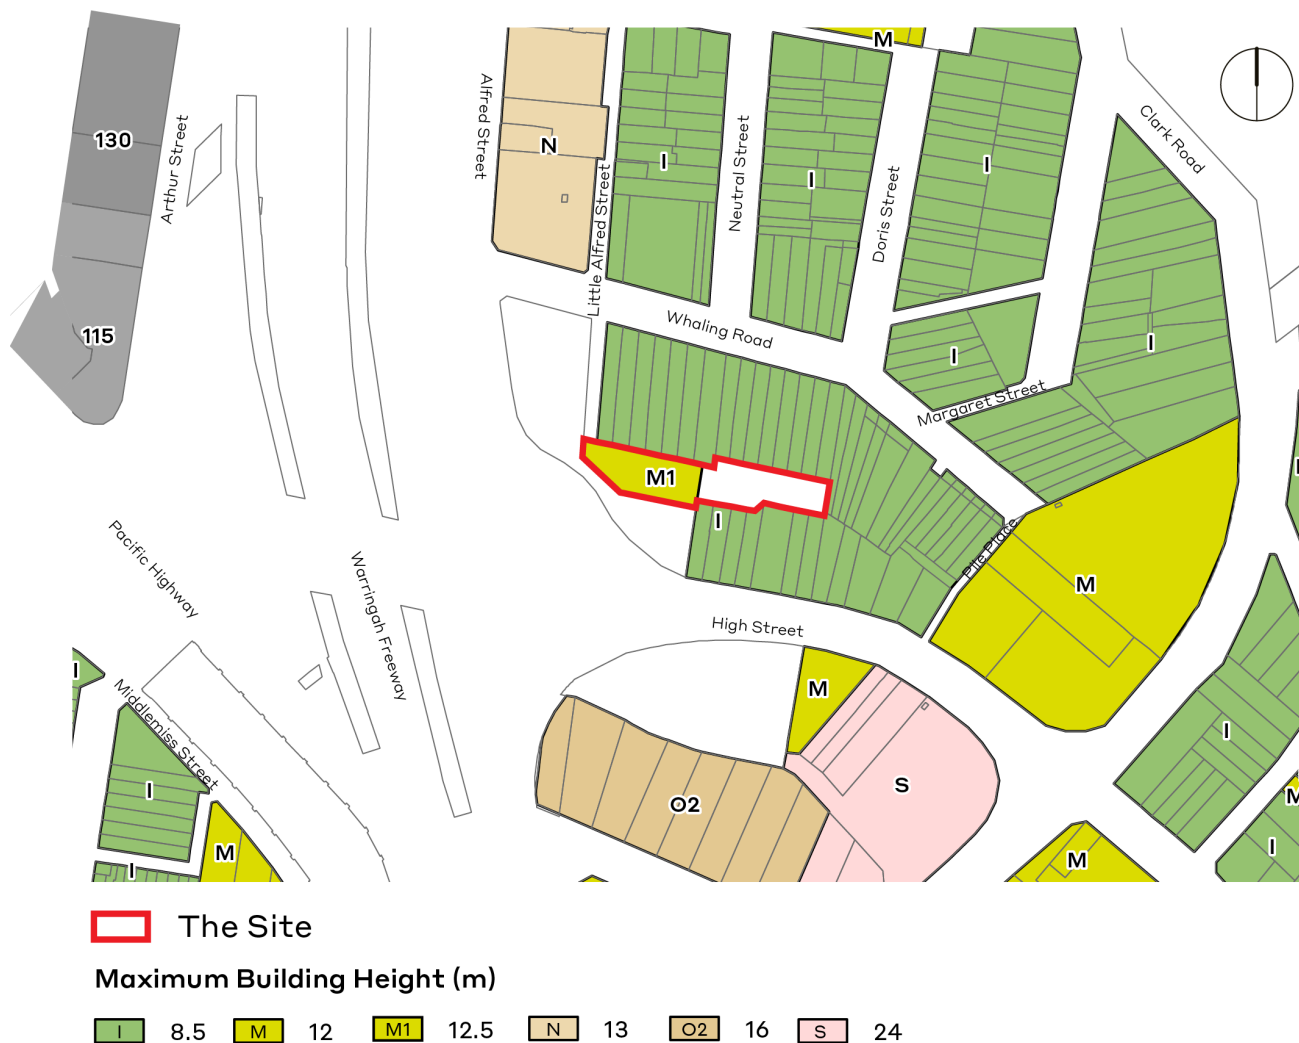 M
130
Arthur Street
Alfred Street
N
I
Little Alfred Street
Neutral Street
I
Doris Street
I
Clark Road
115
Whaling Road
I
I
Margaret Street
M1
I
I
Pile Place
M
Pacific Highway
Warringah Freeway
High Street
I
Middlemiss Street
M
I
I
M
I
O2
S
M
M
I
The Site
Maximum Building Height (m)
I 8.5 M 12 M1 12.5 N 13 O2 16 S 24